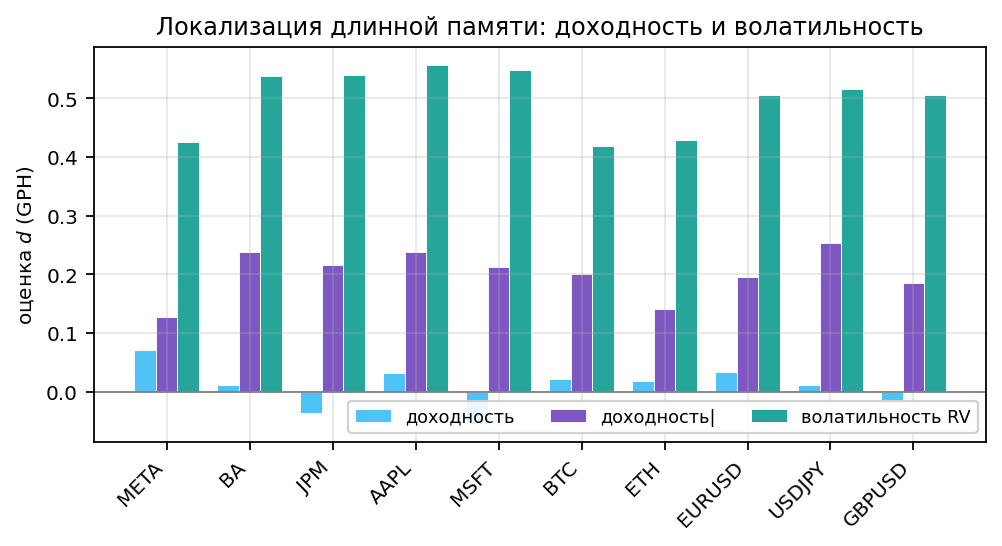 Локализация длинной памяти: доходность и волатильность
оценка d (GPH)
0.5
0.4
0.3
0.2
0.1
0.0
доходность
доходность|
волатильность RV
META
BA
JPM
AAPL
MSFT
BTC
ETH
EURUSD
USDJPY
GBPUSD